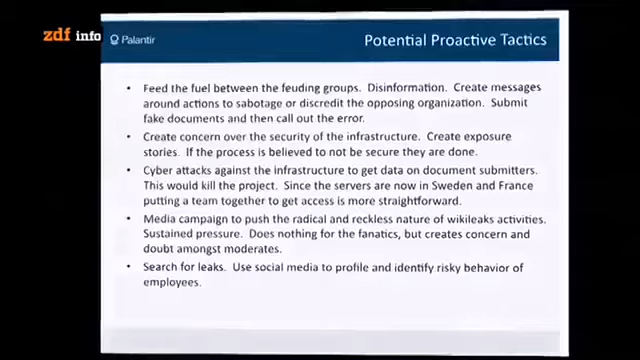 zdf info
Palantir
Potential Proactive Tactics
• Feed the fuel between the feuding groups. Disinformation. Create messages
around actions to sabotage or discredit the opposing organization. Submit
fake documents and then call out the error.
• Create concern over the security of the infrastructure. Create exposure
stories. If the process is believed to not be secure they are done.
• Cyber attacks against the infrastructure to get data on document submitters.
This would kill the project. Since the servers are now in Sweden and France
putting a team together to get access is more straightforward.
• Media campaign to push the radical and reckless nature of wikileaks activities.
Sustained pressure. Does nothing for the fanatics, but creates concern and
doubt amongst moderates.
• Search for leaks. Use social media to profile and identify risky behavior of
employees.